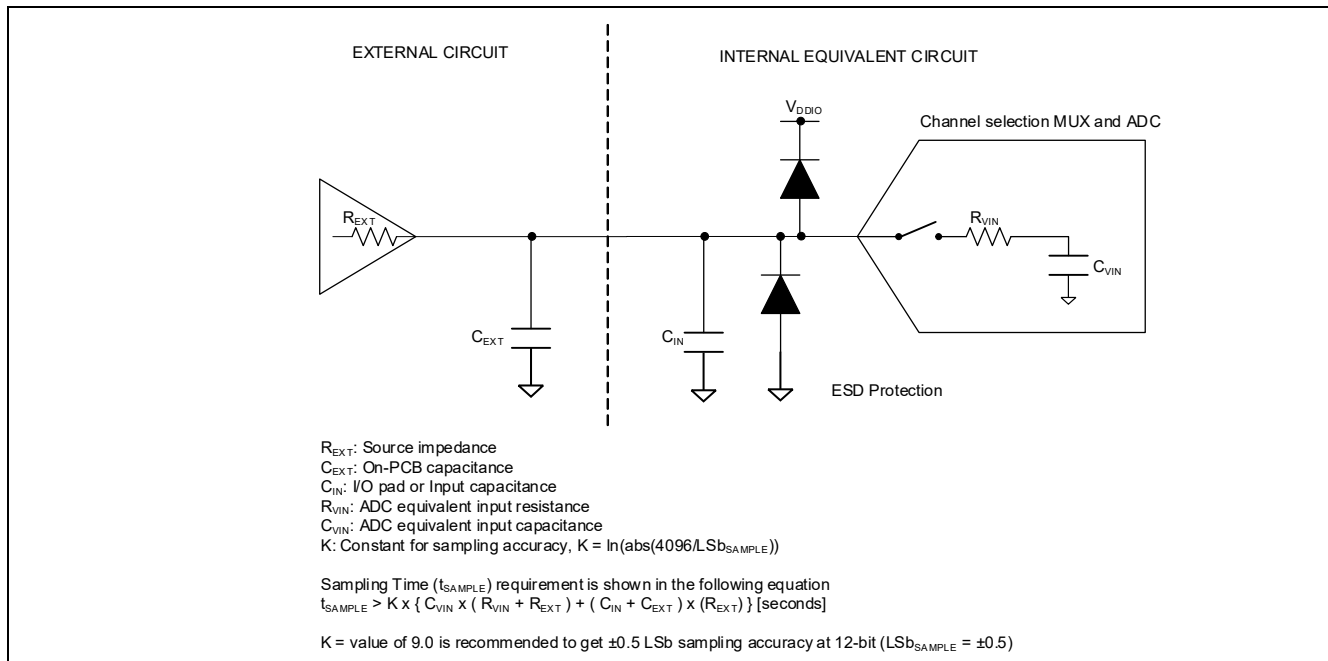 EXTERNAL CIRCUIT
INTERNAL EQUIVALENT CIRCUIT
VDDIO
Channel selection MUX and ADC
REXT
RVIN
CVIN
CEXT
CIN
ESD Protection
REXT: Source impedance
CEXT: On-PCB capacitance
CIN: I/O pad or Input capacitance
RVIN: ADC equivalent input resistance
CVIN: ADC equivalent input capacitance
K: Constant for sampling accuracy, K = ln(abs(4096/LSbSAMPLE))
Sampling Time (tSAMPLE) requirement is shown in the following equation
tSAMPLE > K x { CVIN x ( RVIN + REXT ) + ( CIN + CEXT ) x (REXT) } [seconds]
K = value of 9.0 is recommended to get ±0.5 LSb sampling accuracy at 12-bit (LSbSAMPLE = ±0.5)